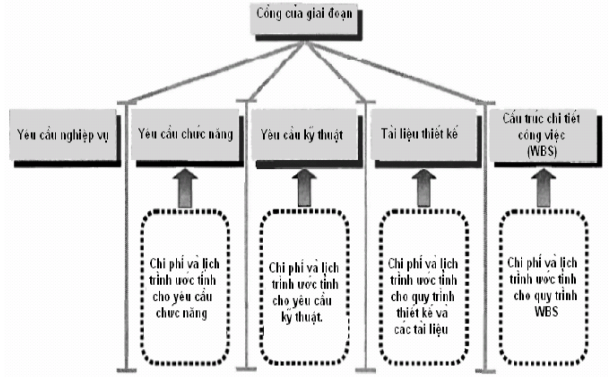 Cổng của giai đoạn
Yêu cầu nghiệp vụ
Yêu cầu chức năng
Yêu cầu kỹ thuật
Tài liệu thiết kế
Cấu trúc chi tiết
công việc
(WBS)
Chi phí và lịch
trình ước tính
cho yêu cầu
chức năng
Chi phí và lịch
trình ước tính
cho yêu cầu
kỹ thuật.
Chi phí và lịch
trình ước tính
cho quy trình
thiết kế và
các tài liệu
Chi phí và lịch
trình ước tính
cho quy trình
WBS